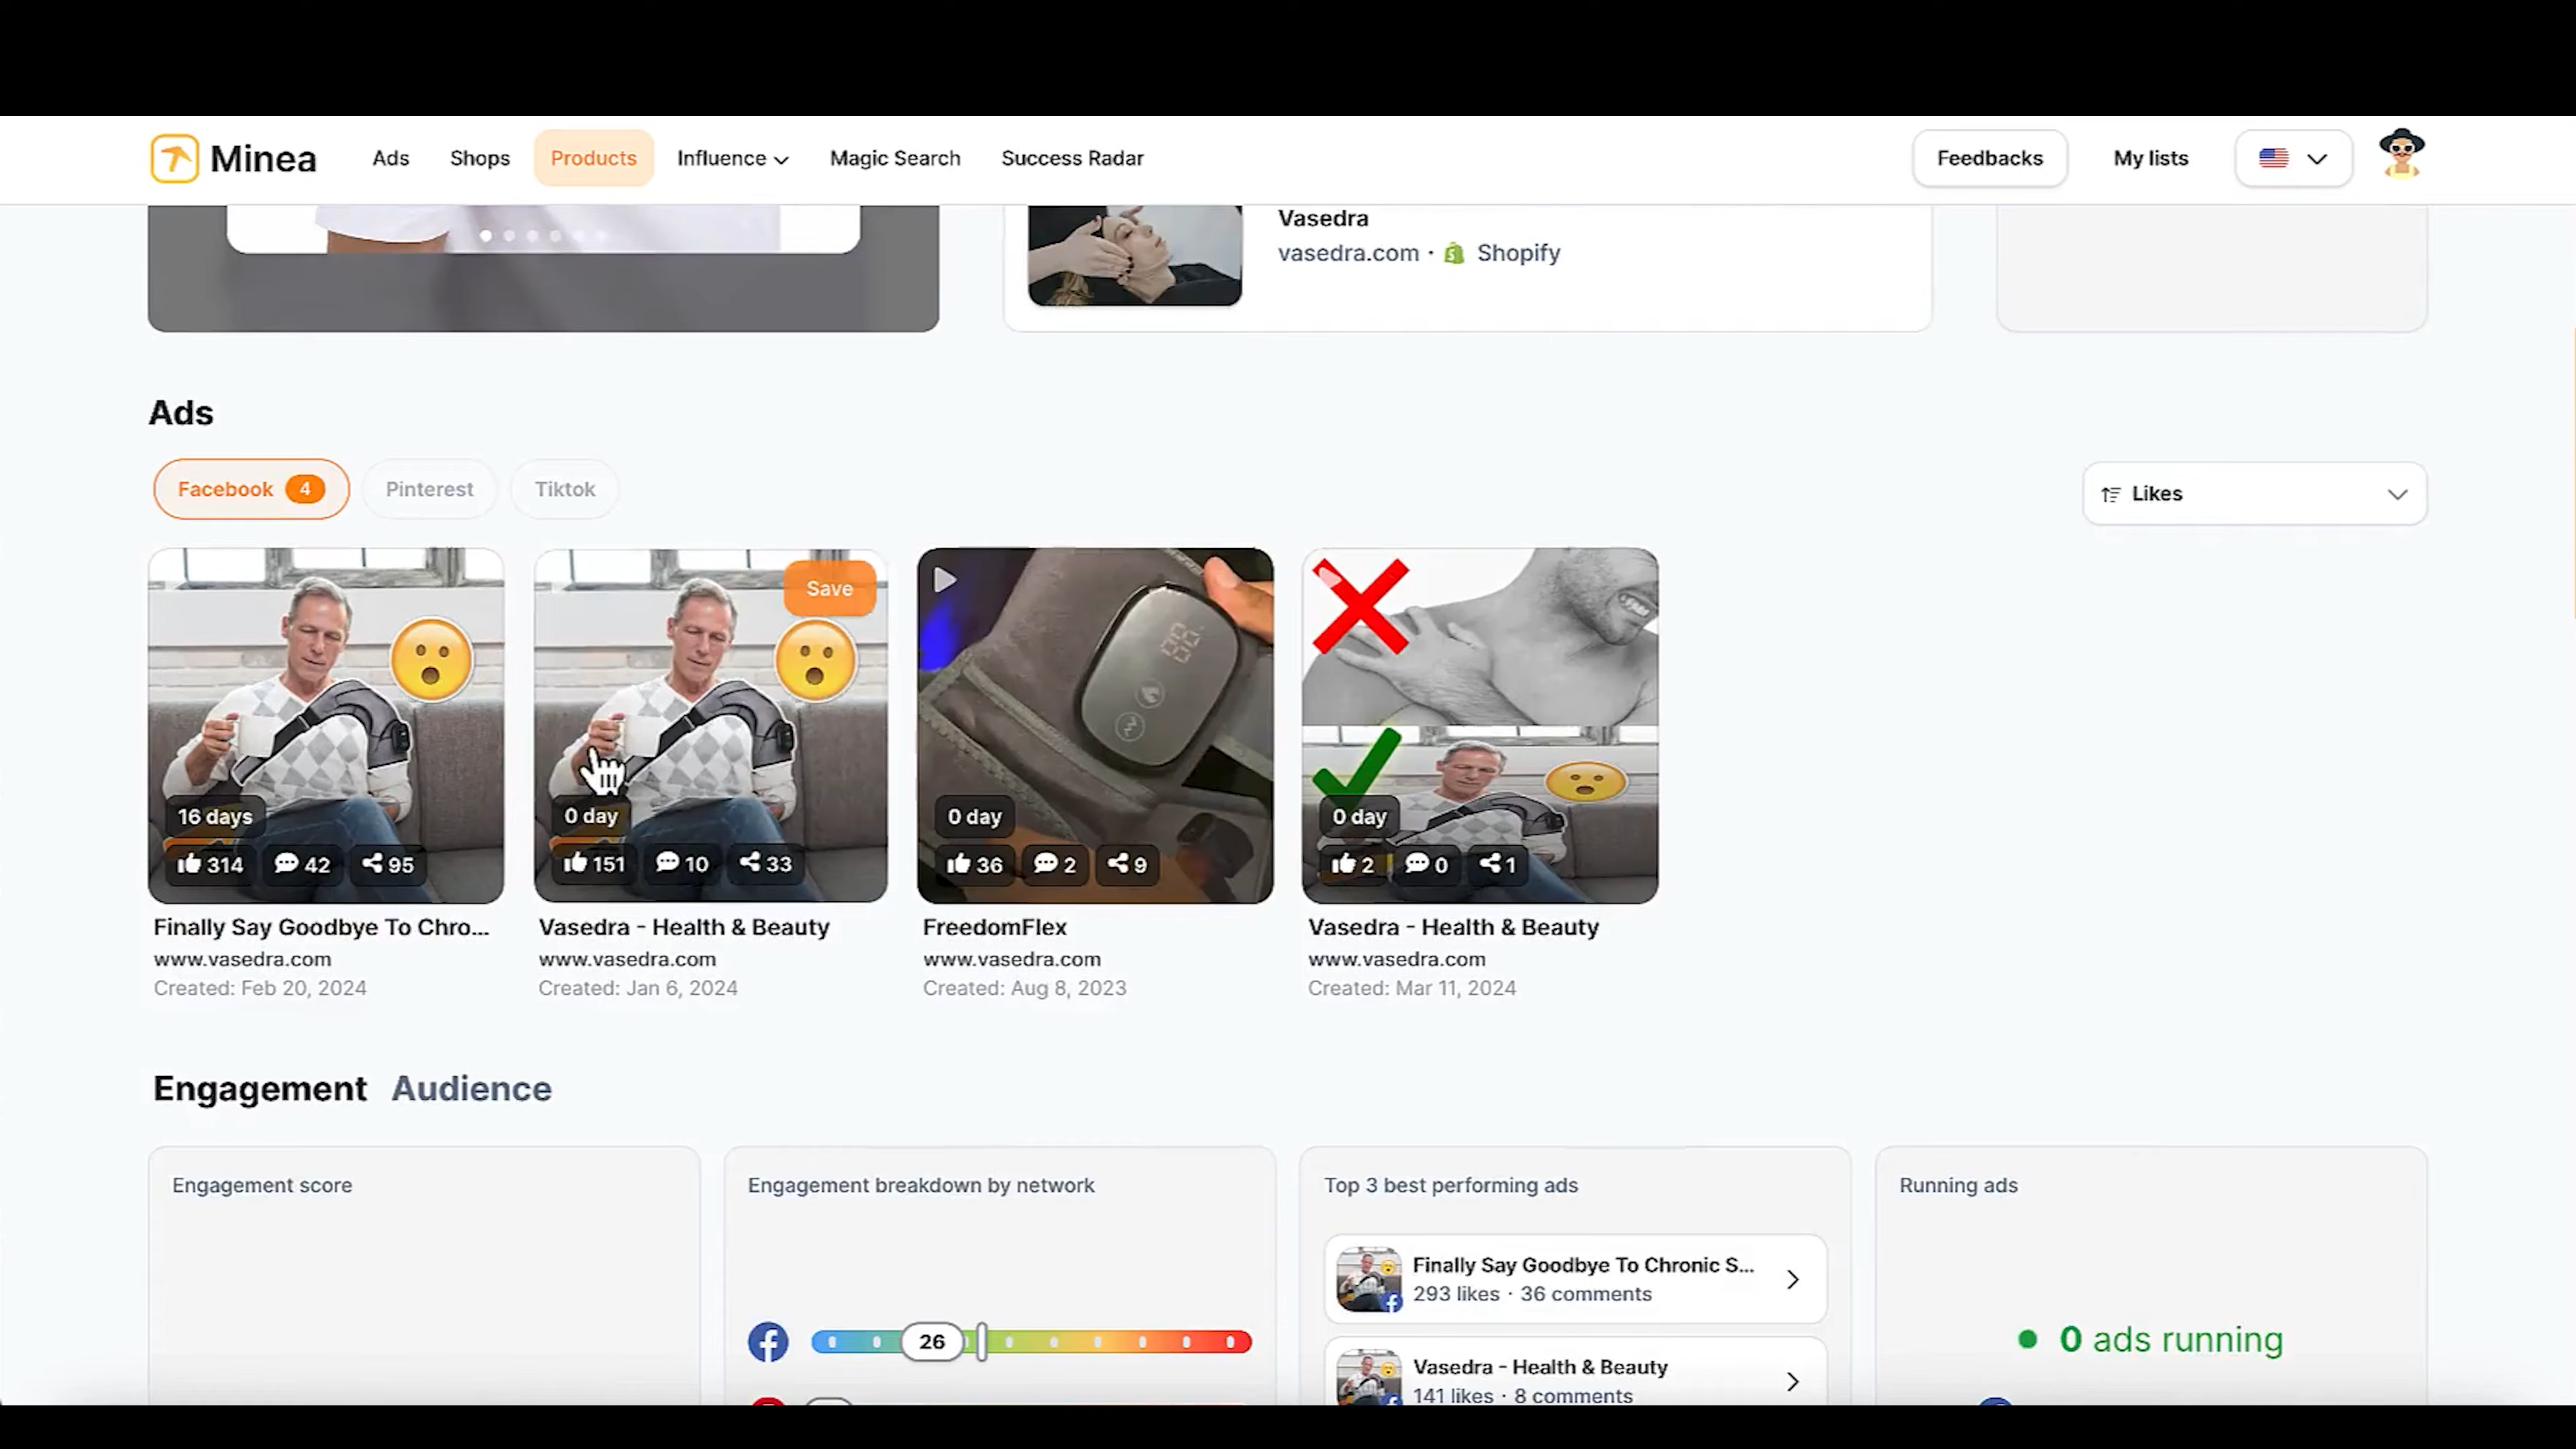 Minea
Ads
Shops
Products
Influence
Magic Search
Success Radar
Feedbacks
My lists
Vasedra
vasedra.com · Shopify
Ads
Facebook 4
Pinterest
Tiktok
Likes
Save
16 days
314 42 95
0 day
151 10 33
88
0 day
36 2 9
0 day
2 0 1
Finally Say Goodbye To Chro...
www.vasedra.com
Created: Feb 20, 2024
Vasedra - Health & Beauty
www.vasedra.com
Created: Jan 6, 2024
FreedomFlex
www.vasedra.com
Created: Aug 8, 2023
Vasedra - Health & Beauty
www.vasedra.com
Created: Mar 11, 2024
Engagement Audience
Engagement score
Engagement breakdown by network
26
Top 3 best performing ads
Finally Say Goodbye To Chronic S...
293 likes · 36 comments
Vasedra - Health & Beauty
141 likes · 8 comments
Running ads
0 ads running